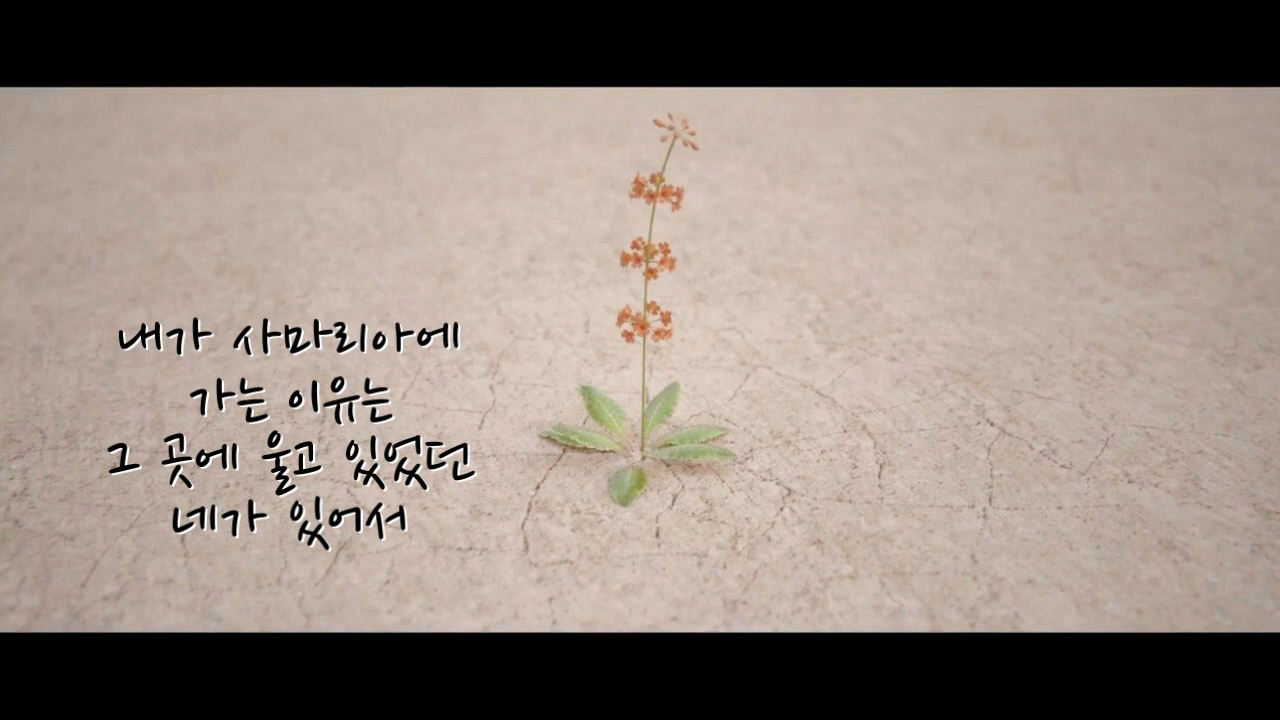 내가 사마리아에
가는 이유는
그 곳에 울고 있었던
네가 있어서